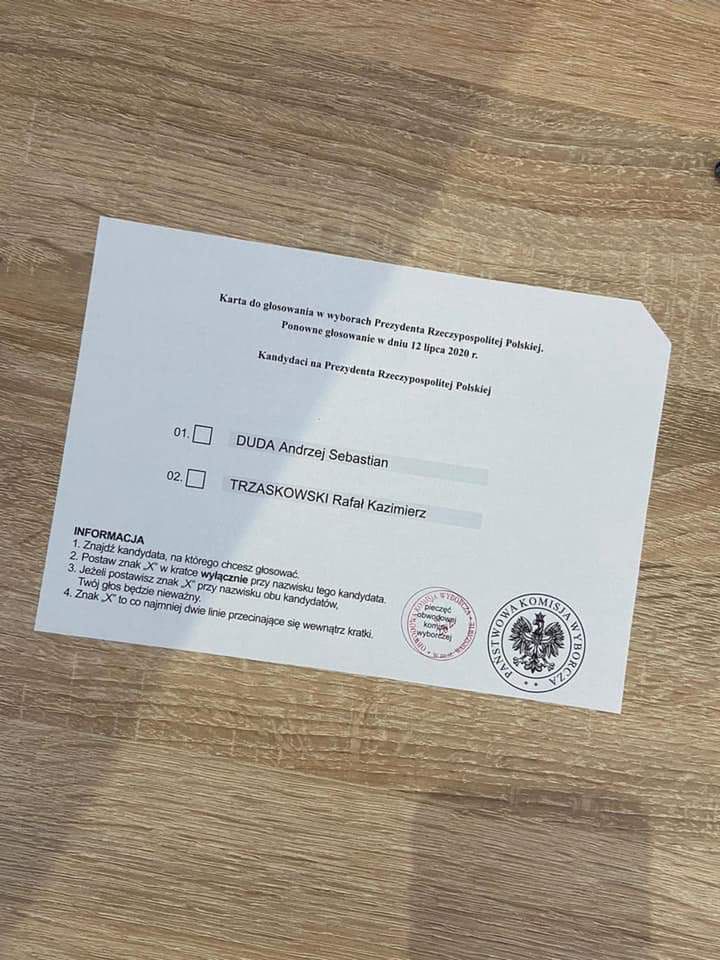 Karta do głosowania w wyborach Prezydenta Rzeczypospolitej Polskiej.
Ponowne głosowanie w dniu 12 lipca 2020 r.
Kandydaci na Prezydenta Rzeczypospolitej Polskiej
01. DUDA Andrzej Sebastian
02. TRZASKOWSKI Rafał Kazimierz
INFORMACJA
1. Znajdź kandydata, na którego chcesz głosować.
2. Postaw znak „X” w kratce wyłącznie przy nazwisku tego kandydata.
3. Jeżeli postawisz znak „X” przy nazwisku obu kandydatów,
Twój głos będzie nieważny.
4. Znak „X” to co najmniej dwie linie przecinające się wewnątrz kratki.
pieczęć
obwodowej
komisji
wyborczej
OBWODOWA KOMISJA WYBORCZA
PAŃSTWOWA KOMISJA WYBORCZA